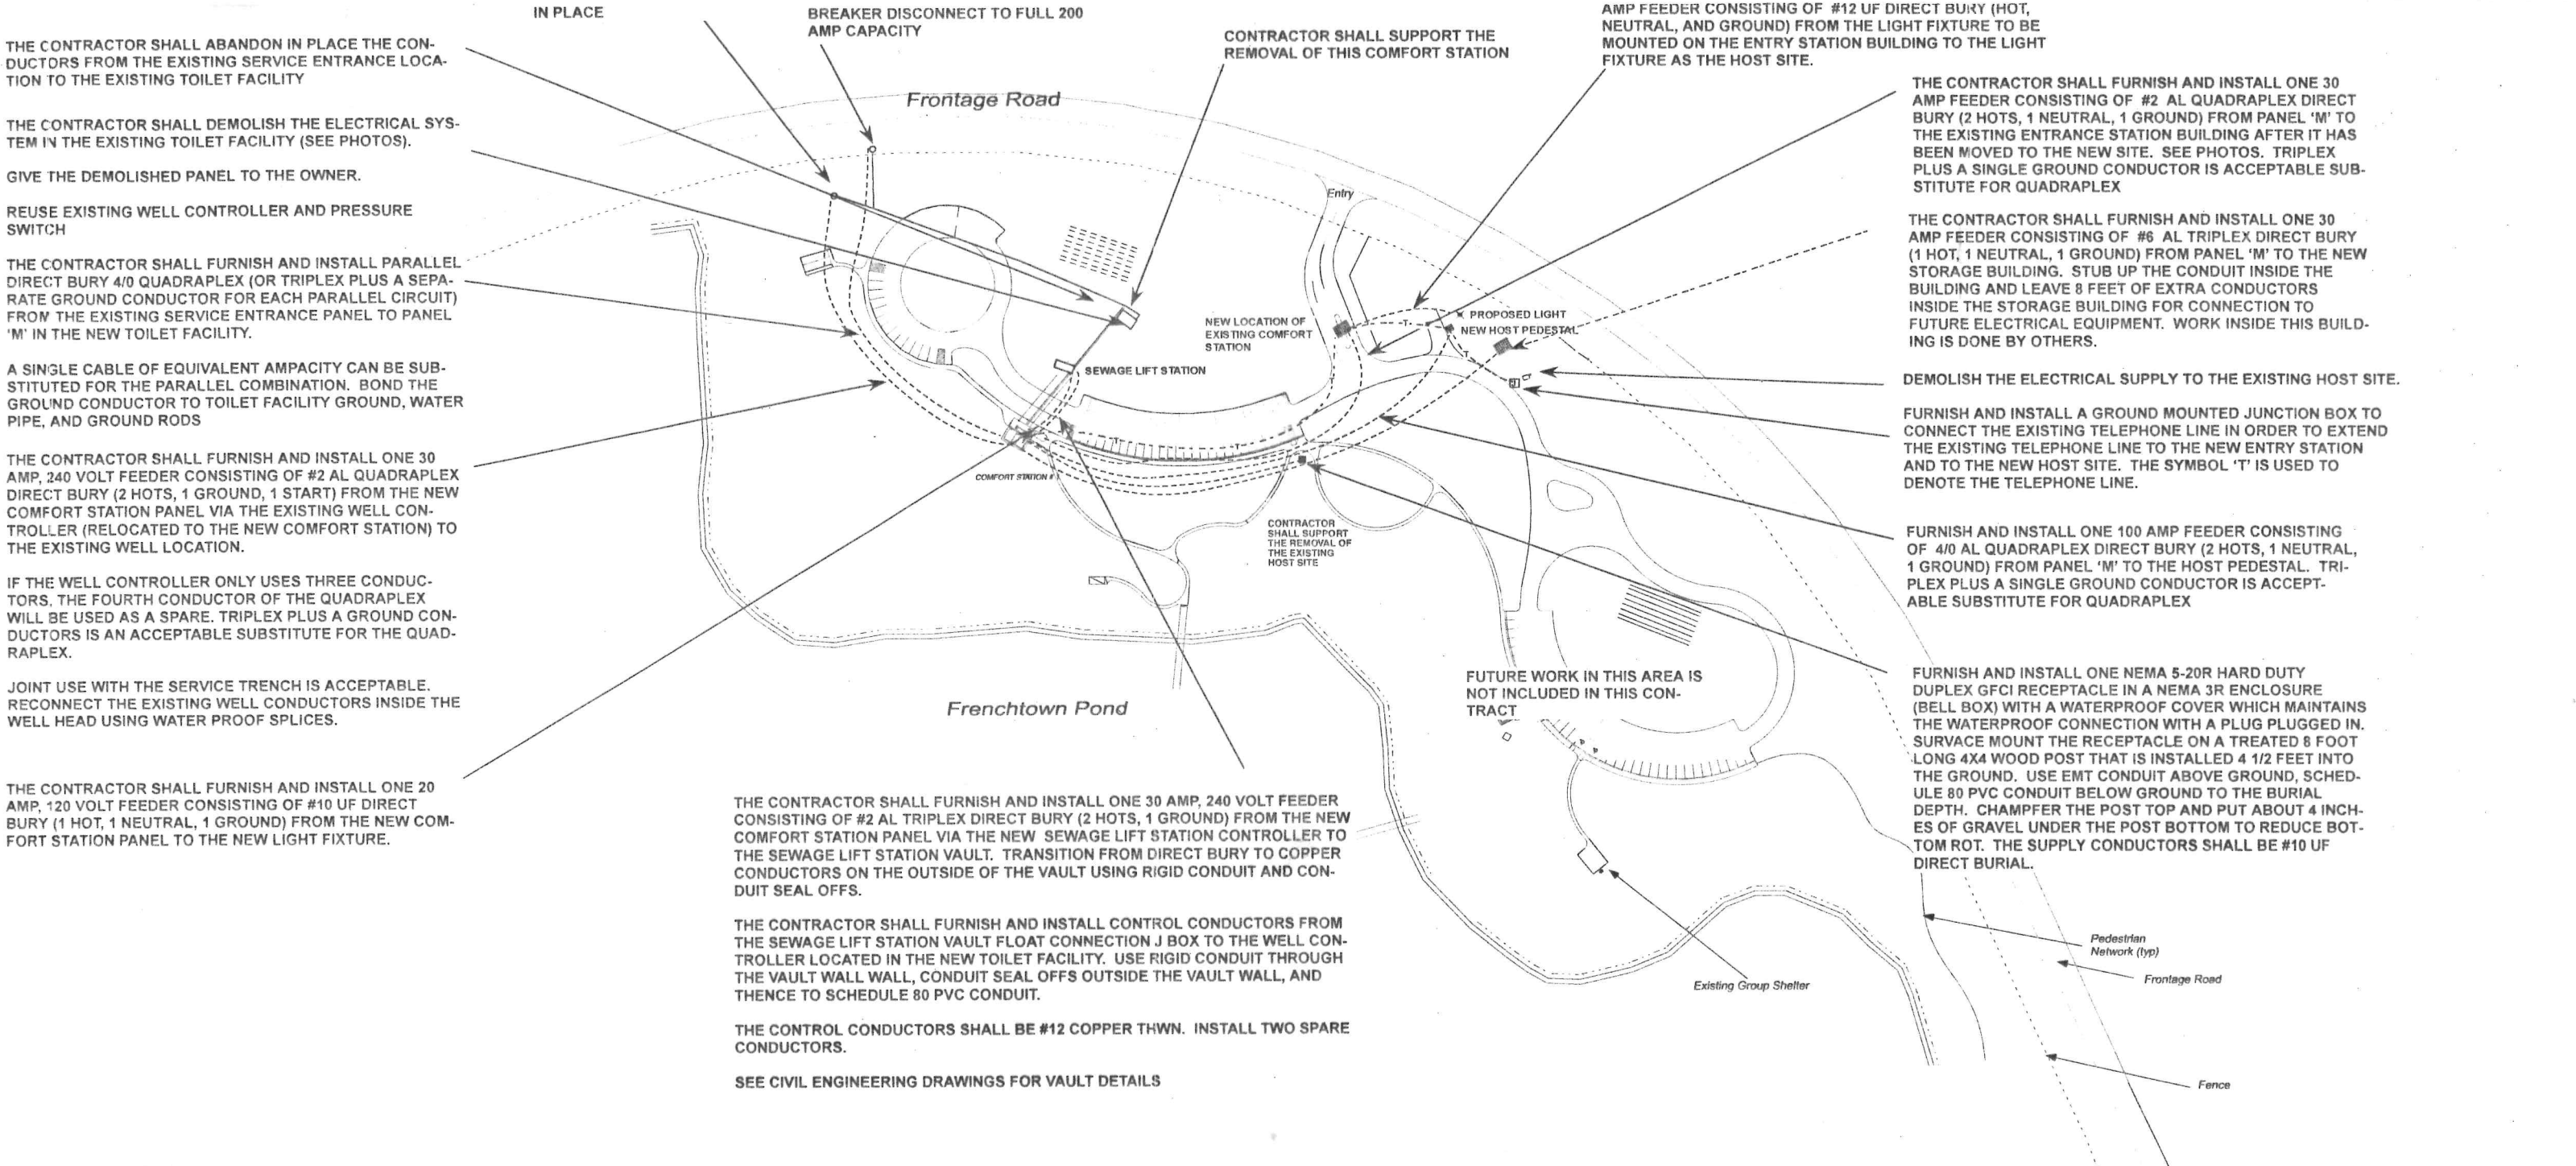 IN PLACE
BREAKER DISCONNECT TO FULL 200
AMP CAPACITY
CONTRACTOR SHALL SUPPORT THE
REMOVAL OF THIS COMFORT STATION
AMP FEEDER CONSISTING OF #12 UF DIRECT BURY (HOT,
NEUTRAL, AND GROUND) FROM THE LIGHT FIXTURE TO BE
MOUNTED ON THE ENTRY STATION BUILDING TO THE LIGHT
FIXTURE AS THE HOST SITE.
THE CONTRACTOR SHALL ABANDON IN PLACE THE CON-
DUCTORS FROM THE EXISTING SERVICE ENTRANCE LOCA-
TION TO THE EXISTING TOILET FACILITY
THE CONTRACTOR SHALL DEMOLISH THE ELECTRICAL SYS-
TEM IN THE EXISTING TOILET FACILITY (SEE PHOTOS).
GIVE THE DEMOLISHED PANEL TO THE OWNER.
REUSE EXISTING WELL CONTROLLER AND PRESSURE
SWITCH
THE CONTRACTOR SHALL FURNISH AND INSTALL PARALLEL
DIRECT BURY 4/0 QUADRAPLEX (OR TRIPLEX PLUS A SEPA-
RATE GROUND CONDUCTOR FOR EACH PARALLEL CIRCUIT)
FROM THE EXISTING SERVICE ENTRANCE PANEL TO PANEL
'M' IN THE NEW TOILET FACILITY.
A SINGLE CABLE OF EQUIVALENT AMPACITY CAN BE SUB-
STITUTED FOR THE PARALLEL COMBINATION. BOND THE
GROUND CONDUCTOR TO TOILET FACILITY GROUND, WATER
PIPE, AND GROUND RODS
THE CONTRACTOR SHALL FURNISH AND INSTALL ONE 30
AMP, 240 VOLT FEEDER CONSISTING OF #2 AL QUADRAPLEX
DIRECT BURY (2 HOTS, 1 GROUND, 1 START) FROM THE NEW
COMFORT STATION PANEL VIA THE EXISTING WELL CON-
TROLLER (RELOCATED TO THE NEW COMFORT STATION) TO
THE EXISTING WELL LOCATION.
IF THE WELL CONTROLLER ONLY USES THREE CONDUC-
TORS, THE FOURTH CONDUCTOR OF THE QUADRAPLEX
WILL BE USED AS A SPARE. TRIPLEX PLUS A GROUND CON-
DUCTORS IS AN ACCEPTABLE SUBSTITUTE FOR THE QUAD-
RAPLEX.
JOINT USE WITH THE SERVICE TRENCH IS ACCEPTABLE.
RECONNECT THE EXISTING WELL CONDUCTORS INSIDE THE
WELL HEAD USING WATER PROOF SPLICES.
THE CONTRACTOR SHALL FURNISH AND INSTALL ONE 20
AMP, 120 VOLT FEEDER CONSISTING OF #10 UF DIRECT
BURY (1 HOT, 1 NEUTRAL, 1 GROUND) FROM THE NEW COM-
FORT STATION PANEL TO THE NEW LIGHT FIXTURE.
Frontage Road
Entry
NEW LOCATION OF
EXISTING COMFORT
STATION
PROPOSED LIGHT
NEW HOST PEDESTAL
T
T
SEWAGE LIFT STATION
T
T
COMFORT STATION #
CONTRACTOR
SHALL SUPPORT
THE REMOVAL OF
THE EXISTING
HOST SITE
Frenchtown Pond
FUTURE WORK IN THIS AREA IS
NOT INCLUDED IN THIS CON-
TRACT
THE CONTRACTOR SHALL FURNISH AND INSTALL ONE 30 AMP, 240 VOLT FEEDER
CONSISTING OF #2 AL TRIPLEX DIRECT BURY (2 HOTS, 1 GROUND) FROM THE NEW
COMFORT STATION PANEL VIA THE NEW SEWAGE LIFT STATION CONTROLLER TO
THE SEWAGE LIFT STATION VAULT. TRANSITION FROM DIRECT BURY TO COPPER
CONDUCTORS ON THE OUTSIDE OF THE VAULT USING RIGID CONDUIT AND CON-
DUIT SEAL OFFS.
THE CONTRACTOR SHALL FURNISH AND INSTALL CONTROL CONDUCTORS FROM
THE SEWAGE LIFT STATION VAULT FLOAT CONNECTION J BOX TO THE WELL CON-
TROLLER LOCATED IN THE NEW TOILET FACILITY. USE RIGID CONDUIT THROUGH
THE VAULT WALL WALL, CONDUIT SEAL OFFS OUTSIDE THE VAULT WALL, AND
THENCE TO SCHEDULE 80 PVC CONDUIT.
THE CONTROL CONDUCTORS SHALL BE #12 COPPER THWN. INSTALL TWO SPARE
CONDUCTORS.
SEE CIVIL ENGINEERING DRAWINGS FOR VAULT DETAILS
THE CONTRACTOR SHALL FURNISH AND INSTALL ONE 30
AMP FEEDER CONSISTING OF #2 AL QUADRAPLEX DIRECT
BURY (2 HOTS, 1 NEUTRAL, 1 GROUND) FROM PANEL 'M' TO
THE EXISTING ENTRANCE STATION BUILDING AFTER IT HAS
BEEN MOVED TO THE NEW SITE. SEE PHOTOS. TRIPLEX
PLUS A SINGLE GROUND CONDUCTOR IS ACCEPTABLE SUB-
STITUTE FOR QUADRAPLEX
THE CONTRACTOR SHALL FURNISH AND INSTALL ONE 30
AMP FEEDER CONSISTING OF #6 AL TRIPLEX DIRECT BURY
(1 HOT, 1 NEUTRAL, 1 GROUND) FROM PANEL 'M' TO THE NEW
STORAGE BUILDING. STUB UP THE CONDUIT INSIDE THE
BUILDING AND LEAVE 8 FEET OF EXTRA CONDUCTORS
INSIDE THE STORAGE BUILDING FOR CONNECTION TO
FUTURE ELECTRICAL EQUIPMENT. WORK INSIDE THIS BUILD-
ING IS DONE BY OTHERS.
DEMOLISH THE ELECTRICAL SUPPLY TO THE EXISTING HOST SITE.
FURNISH AND INSTALL A GROUND MOUNTED JUNCTION BOX TO
CONNECT THE EXISTING TELEPHONE LINE IN ORDER TO EXTEND
THE EXISTING TELEPHONE LINE TO THE NEW ENTRY STATION
AND TO THE NEW HOST SITE. THE SYMBOL 'T' IS USED TO
DENOTE THE TELEPHONE LINE.
FURNISH AND INSTALL ONE 100 AMP FEEDER CONSISTING
OF 4/0 AL QUADRAPLEX DIRECT BURY (2 HOTS, 1 NEUTRAL,
1 GROUND) FROM PANEL 'M' TO THE HOST PEDESTAL. TRI-
PLEX PLUS A SINGLE GROUND CONDUCTOR IS ACCEPT-
ABLE SUBSTITUTE FOR QUADRAPLEX
FURNISH AND INSTALL ONE NEMA 5-20R HARD DUTY
DUPLEX GFCI RECEPTACLE IN A NEMA 3R ENCLOSURE
(BELL BOX) WITH A WATERPROOF COVER WHICH MAINTAINS
THE WATERPROOF CONNECTION WITH A PLUG PLUGGED IN.
SURVACE MOUNT THE RECEPTACLE ON A TREATED 8 FOOT
LONG 4X4 WOOD POST THAT IS INSTALLED 4 1/2 FEET INTO
THE GROUND. USE EMT CONDUIT ABOVE GROUND, SCHED-
ULE 80 PVC CONDUIT BELOW GROUND TO THE BURIAL
DEPTH. CHAMPFER THE POST TOP AND PUT ABOUT 4 INCH-
ES OF GRAVEL UNDER THE POST BOTTOM TO REDUCE BOT-
TOM ROT. THE SUPPLY CONDUCTORS SHALL BE #10 UF
DIRECT BURIAL.
Pedestrian
Network (typ)
Frontage Road
Existing Group Shelter
Fence